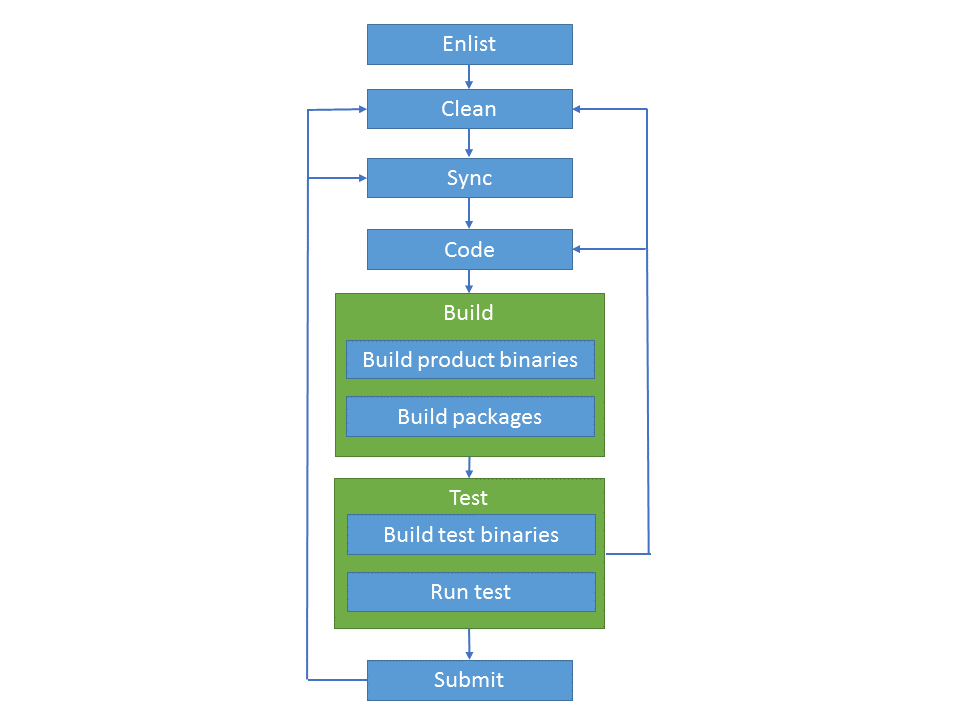 Enlist
Clean
Sync
Code
Build
Build product binaries
Build packages
Test
Build test binaries
Run test
Submit